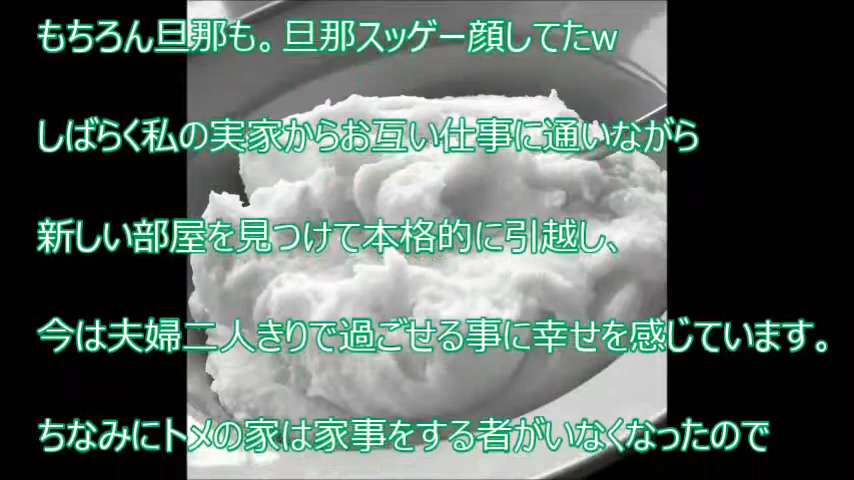 もちろん旦那も。旦那スッゲー顔してたw
しばらく私の実家からお互い仕事に通いながら
新しい部屋を見つけて本格的に引越し、
今は夫婦二人きりで過ごせる事に幸せを感じています。
ちなみにトメの家は家事をする者がいなくなったので